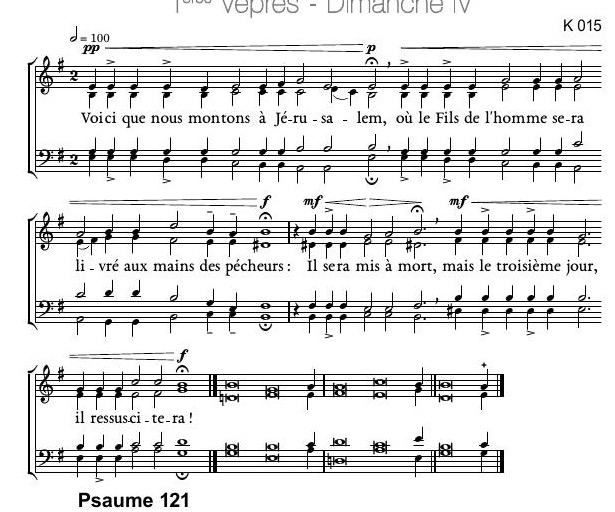 1ères Vêpres - Dimanche IV
K 015
= 100
pp p
Voici que nous montons à Jé-ru-sa-lem, où le Fils de l'homme se-ra
f mf mf
li-vré aux mains des pécheurs: Il sera mis à mort, mais le troisième jour,
f
il ressusci-te-ra!
Psaume 121